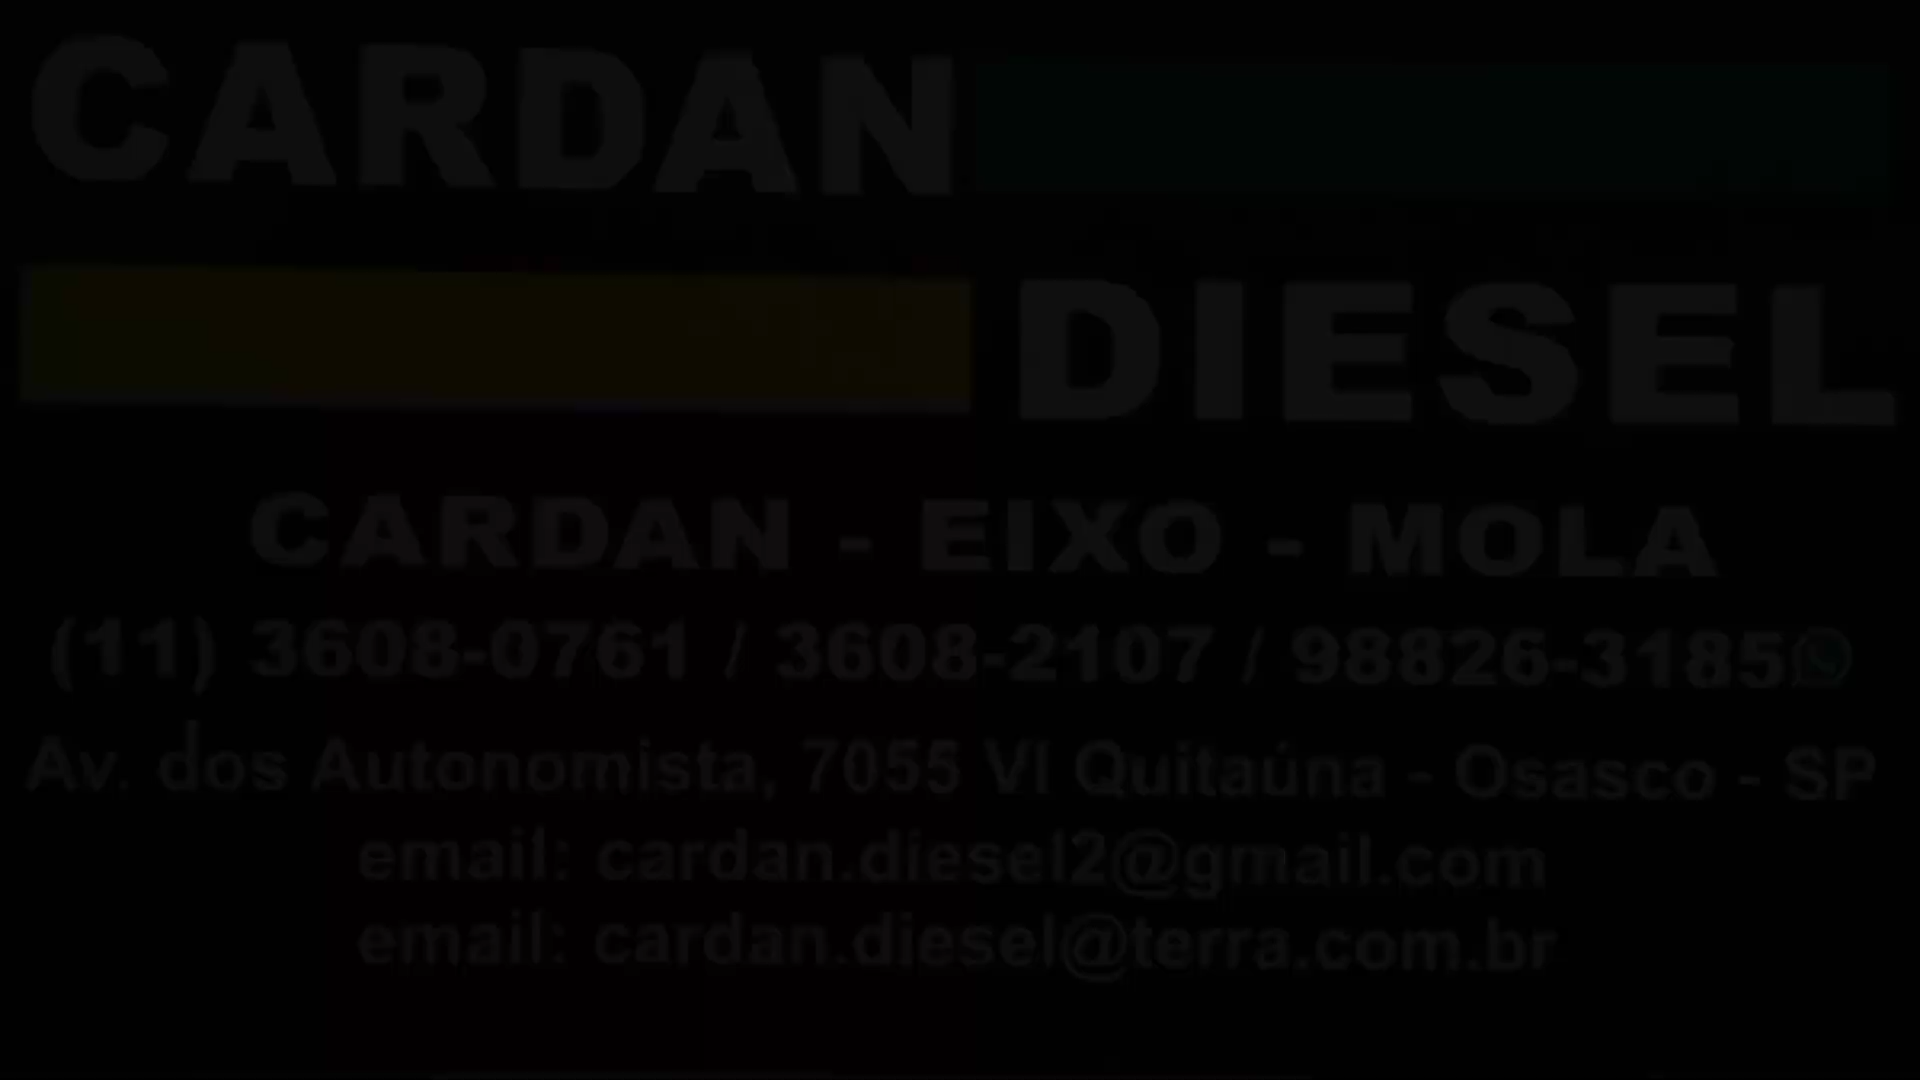 CARDAN
DIESEL
CARDAN - EIXO - MOLA
(11) 3608-0761 / 3608-2107 / 98826-3185
Av. dos Autonomista, 7055 Vl Quitaúna - Osasco - SP
email: cardan.diesel2@gmail.com
email: cardan.diesel@terra.com.br